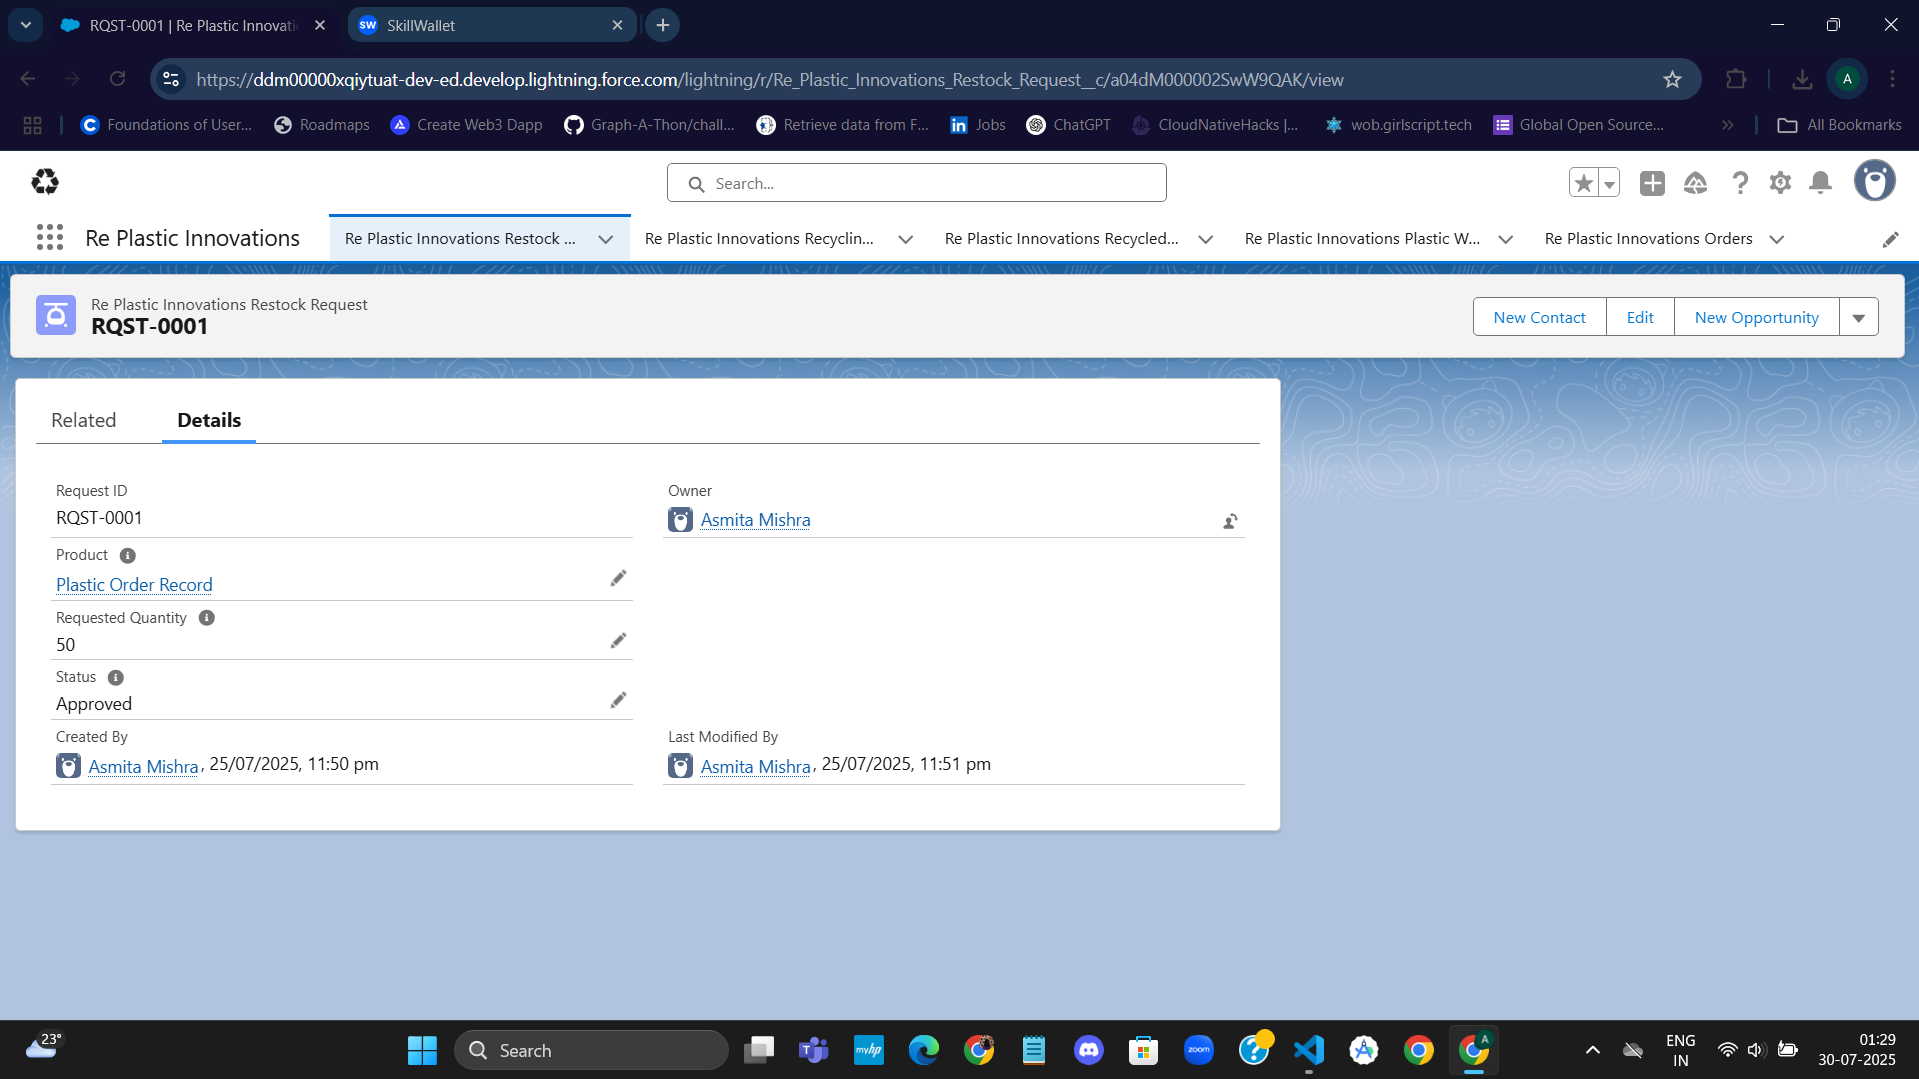 RQST-0001 | Re Plastic Innovati
SkillWallet
https://ddm00000xqiytuat-dev-ed.develop.lightning.force.com/lightning/r/Re_Plastic_Innovations_Restock_Request__c/a04dM000002SwW9QAK/view
A
Foundations of User...
Roadmaps
Create Web3 Dapp
Graph-A-Thon/chall...
Retrieve data from F...
Jobs
ChatGPT
CloudNativeHacks |...
wob.girlscript.tech
Global Open Source...
All Bookmarks
Search...
Re Plastic Innovations
Re Plastic Innovations Restock ...
Re Plastic Innovations Recyclin...
Re Plastic Innovations Recycled...
Re Plastic Innovations Plastic W...
Re Plastic Innovations Orders
Re Plastic Innovations Restock Request
RQST-0001
New Contact
Edit
New Opportunity
Related
Details
Request ID
RQST-0001
Owner
Asmita Mishra
Product
Plastic Order Record
Requested Quantity
50
Status
Approved
Created By
Asmita Mishra, 25/07/2025, 11:50 pm
Last Modified By
Asmita Mishra, 25/07/2025, 11:51 pm
23°
Search
myhp
zoom
A
ENG
IN
01:29
30-07-2025